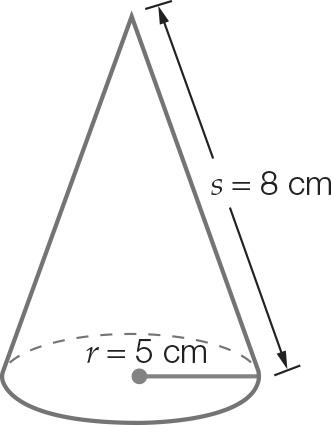 s = 8 cm
r = 5 cm